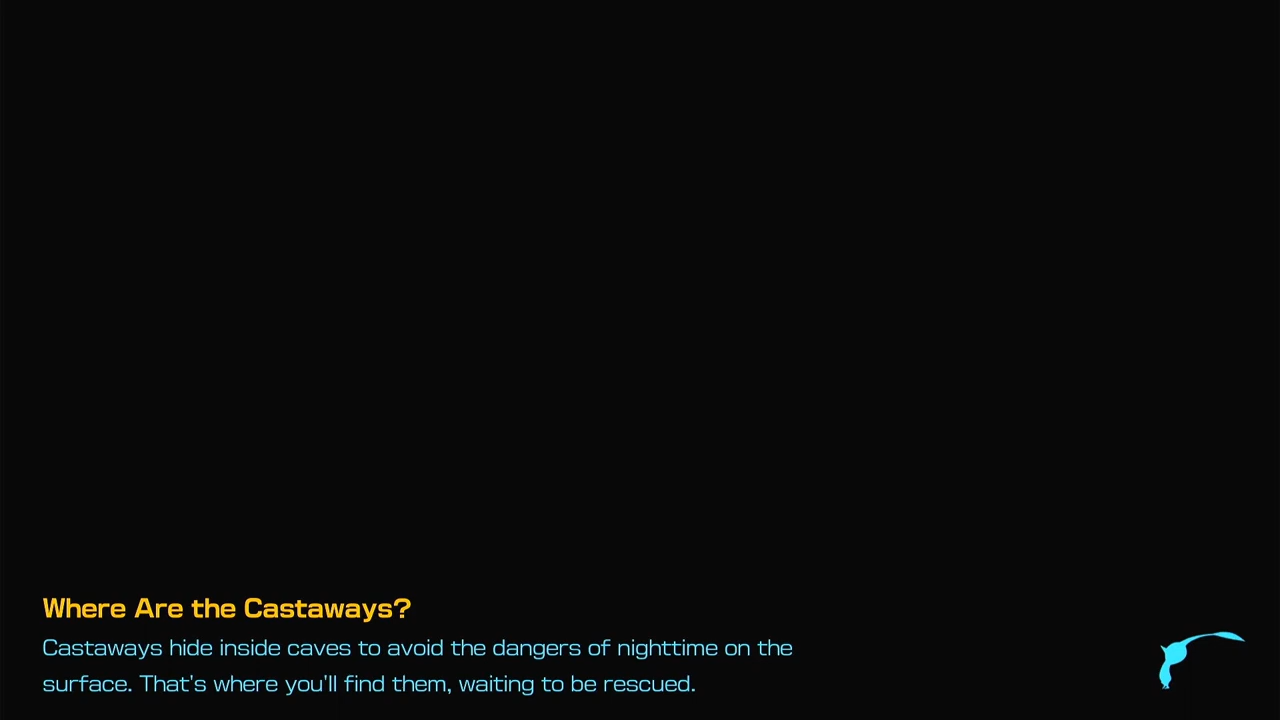 Where Are the Castaways?
Castaways hide inside caves to avoid the dangers of nighttime on the
surface. That's where you'll find them, waiting to be rescued.